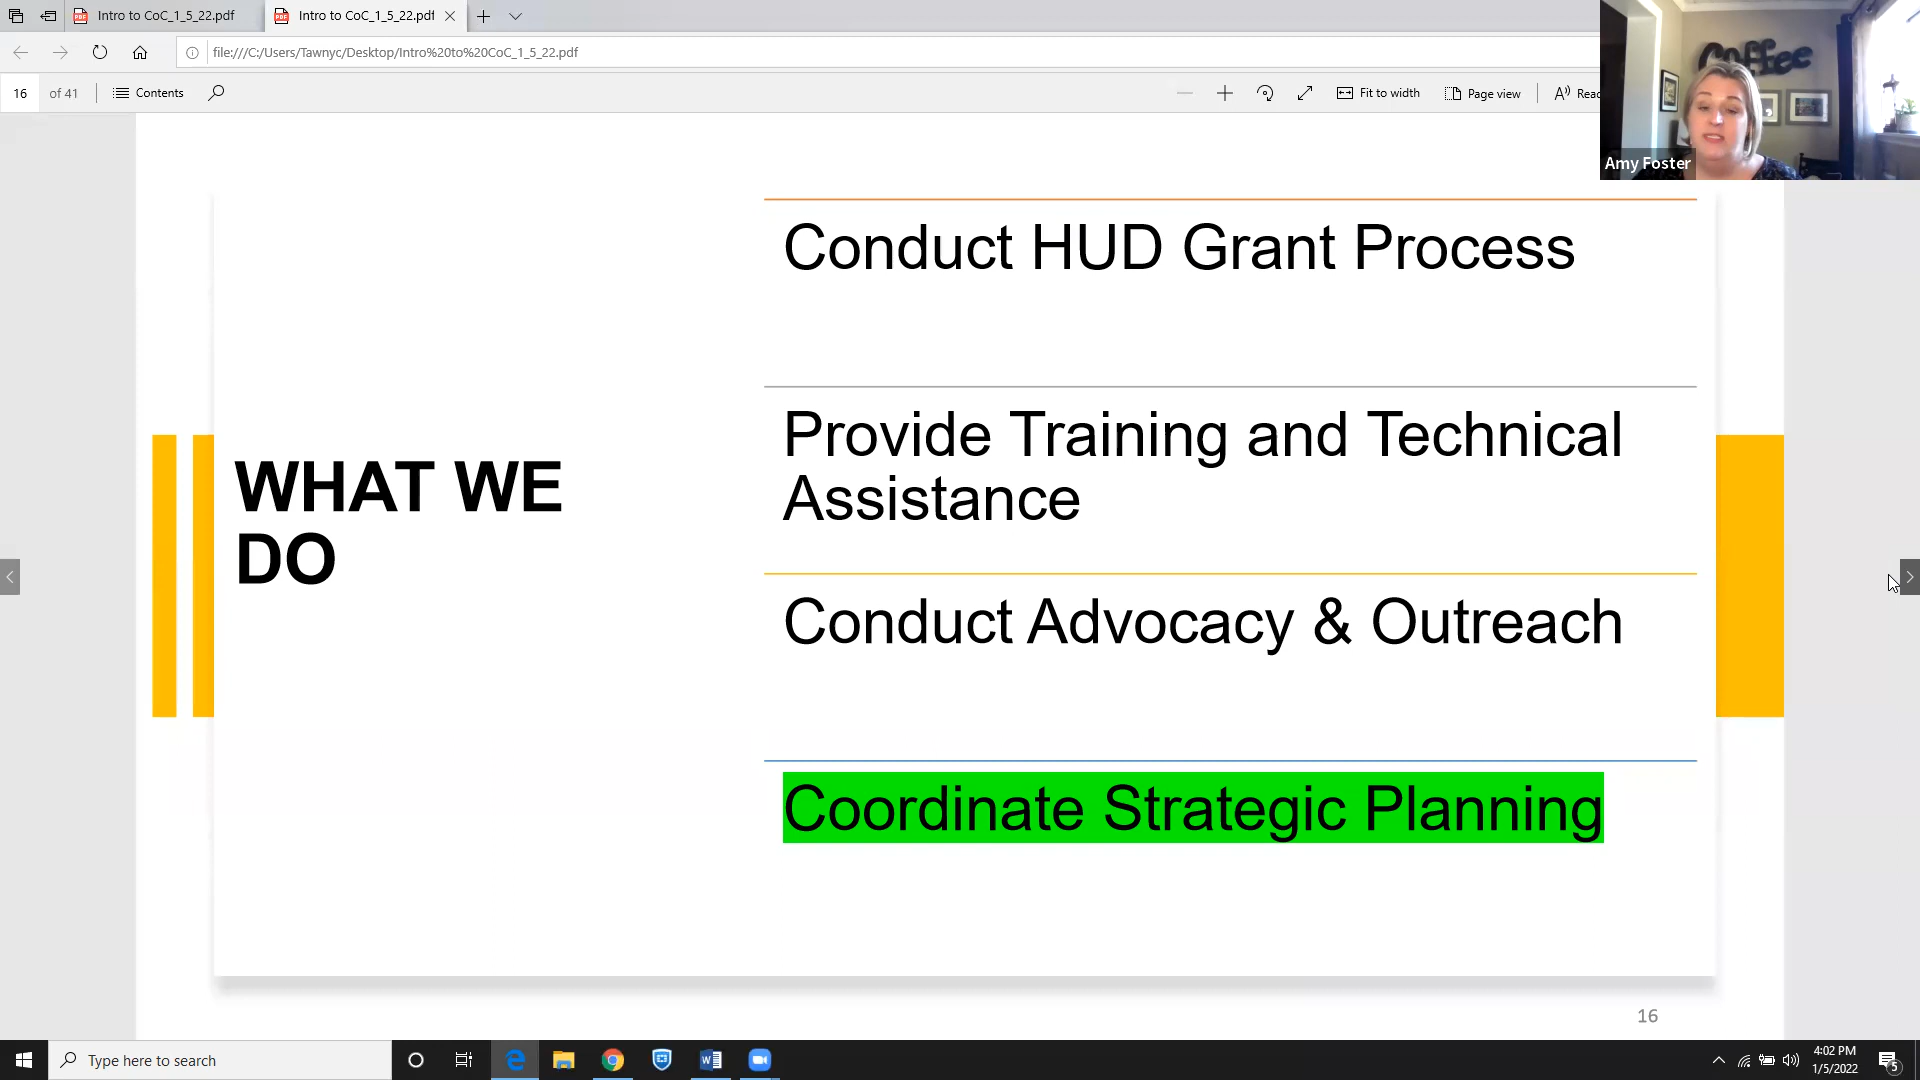 Intro to CoC_1_5_22.pdf
Intro to CoC_1_5_22.pdf
file:///C:/Users/Tawnyc/Desktop/Intro%20to%20CoC_1_5_22.pdf
16 of 41
Contents
Fit to width
Page view
Coffee
Amy Foster
WHAT WE
DO
Conduct HUD Grant Process
Provide Training and Technical
Assistance
Conduct Advocacy & Outreach
Coordinate Strategic Planning
16
Type here to search
4:02 PM
1/5/2022
5